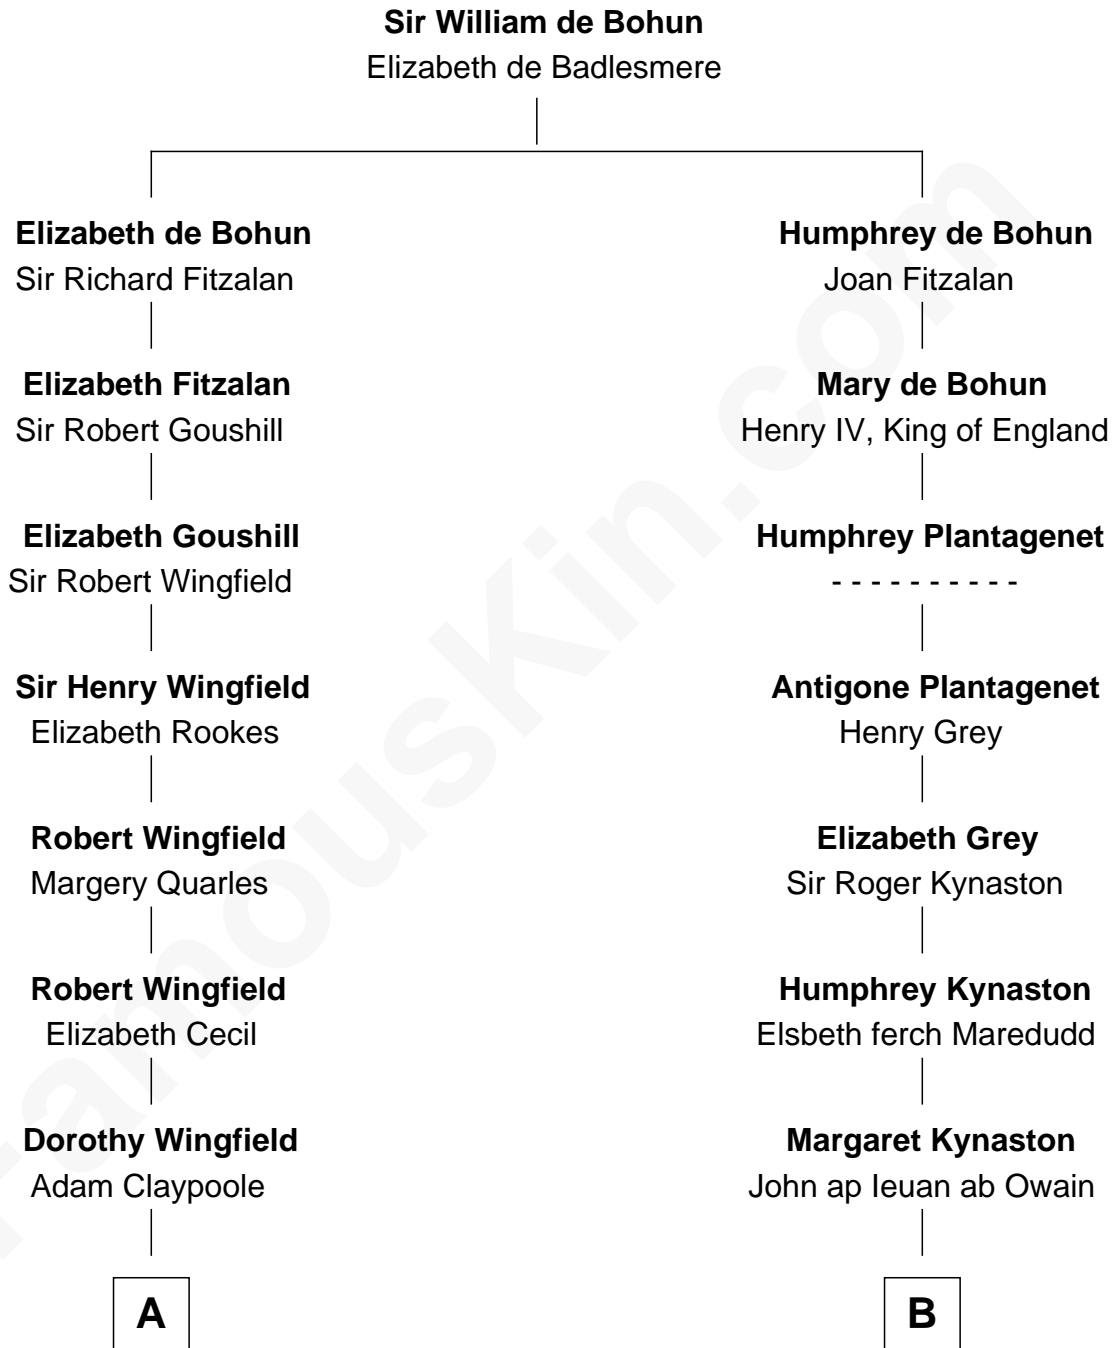 Sir William de Bohun
Elizabeth de Badlesmere
Elizabeth de Bohun
Sir Richard Fitzalan
Humphrey de Bohun
Joan Fitzalan
Elizabeth Fitzalan
Sir Robert Goushill
Mary de Bohun
Henry IV, King of England
Elizabeth Goushill
Sir Robert Wingfield
Humphrey Plantagenet
- - - - - - - - - -
Sir Henry Wingfield
Elizabeth Rookes
Antigone Plantagenet
Henry Grey
Robert Wingfield
Margery Quarles
Elizabeth Grey
Sir Roger Kynaston
Robert Wingfield
Elizabeth Cecil
Humphrey Kynaston
Elsbeth ferch Maredudd
Dorothy Wingfield
Adam Claypoole
Margaret Kynaston
John ap Ieuan ab Owain
A
B
FamousKin.com